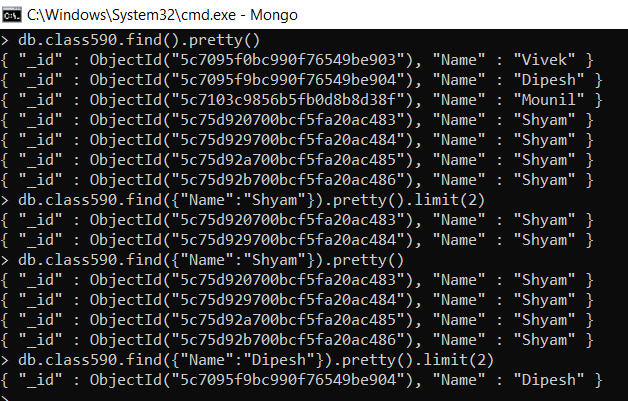 C:\Windows\System32\cmd.exe - Mongo
> db.class590.find().pretty()
{ "_id" : ObjectId("5c7095f0bc990f76549be903"), "Name" : "Vivek" }
{ "_id" : ObjectId("5c7095f9bc990f76549be904"), "Name" : "Dipesh" }
{ "_id" : ObjectId("5c7103c9856b5fb0d8b8d38f"), "Name" : "Mounil" }
{ "_id" : ObjectId("5c75d920700bcf5fa20ac483"), "Name" : "Shyam" }
{ "_id" : ObjectId("5c75d929700bcf5fa20ac484"), "Name" : "Shyam" }
{ "_id" : ObjectId("5c75d92a700bcf5fa20ac485"), "Name" : "Shyam" }
{ "_id" : ObjectId("5c75d92b700bcf5fa20ac486"), "Name" : "Shyam" }
> db.class590.find({"Name":"Shyam"}).pretty().limit(2)
{ "_id" : ObjectId("5c75d920700bcf5fa20ac483"), "Name" : "Shyam" }
{ "_id" : ObjectId("5c75d929700bcf5fa20ac484"), "Name" : "Shyam" }
> db.class590.find({"Name":"Shyam"}).pretty()
{ "_id" : ObjectId("5c75d920700bcf5fa20ac483"), "Name" : "Shyam" }
{ "_id" : ObjectId("5c75d929700bcf5fa20ac484"), "Name" : "Shyam" }
{ "_id" : ObjectId("5c75d92a700bcf5fa20ac485"), "Name" : "Shyam" }
{ "_id" : ObjectId("5c75d92b700bcf5fa20ac486"), "Name" : "Shyam" }
> db.class590.find({"Name":"Dipesh"}).pretty().limit(2)
{ "_id" : ObjectId("5c7095f9bc990f76549be904"), "Name" : "Dipesh" }
>